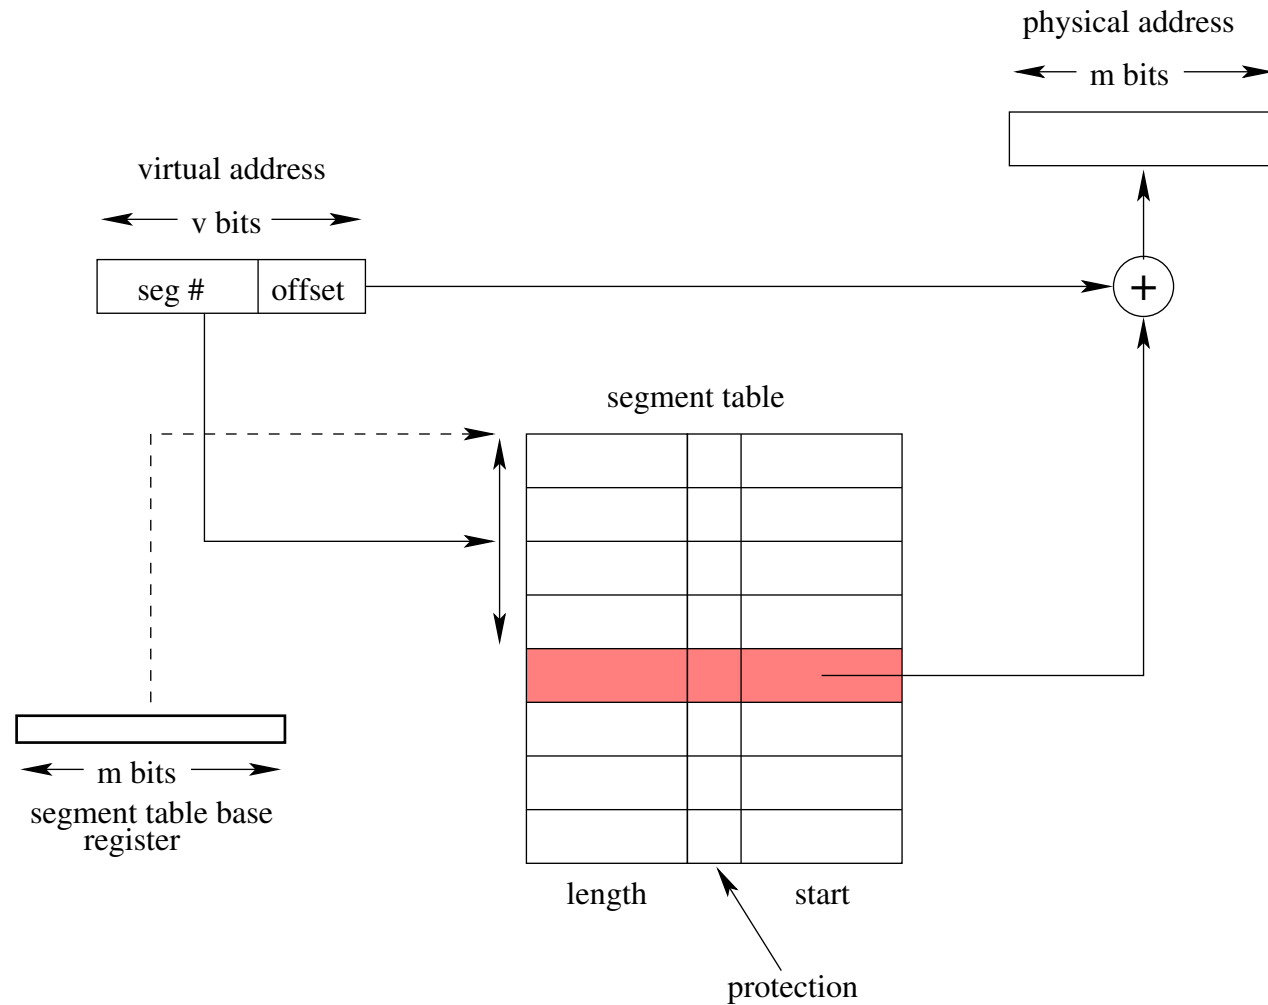 physical address
m bits
virtual address
v bits
seg #
offset
+
segment table
m bits
segment table base
register
length
start
protection